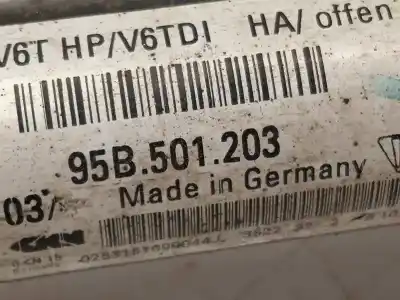 V6T HP/V6TDI HA/ offen
95B.501.203
03/ Made in Germany
GKN